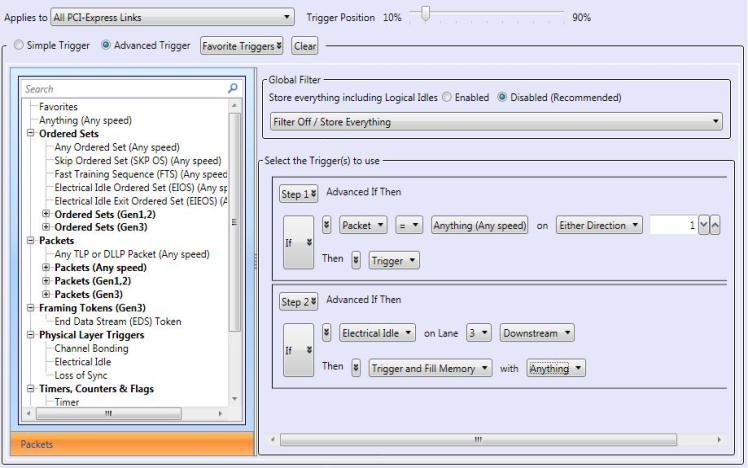 Applies to All PCI-Express Links Trigger Position 10% 90%
Simple Trigger Advanced Trigger Favorite Triggers Clear
Search
Favorites
Anything (Any speed)
Ordered Sets
Any Ordered Set (Any speed)
Skip Ordered Set (SKP OS) (Any speed)
Fast Training Sequence (FTS) (Any speed)
Electrical Idle Ordered Set (EIOS) (Any sp
Electrical Idle Exit Ordered Set (EIEOS) (A
Ordered Sets (Gen1,2)
Ordered Sets (Gen3)
Packets
Any TLP or DLLP Packet (Any speed)
Packets (Any speed)
Packets (Gen1,2)
Packets (Gen3)
Framing Tokens (Gen3)
End Data Stream (EDS) Token
Physical Layer Triggers
Channel Bonding
Electrical Idle
Loss of Sync
Timers, Counters & Flags
Timer
Packets
Global Filter
Store everything including Logical Idles Enabled Disabled (Recommended)
Filter Off / Store Everything
Select the Trigger(s) to use
Step 1 Advanced If Then
If Packet = Anything (Any speed) on Either Direction 1
Then Trigger
Step 2 Advanced If Then
If Electrical Idle on Lane 3 Downstream
Then Trigger and Fill Memory with Anything